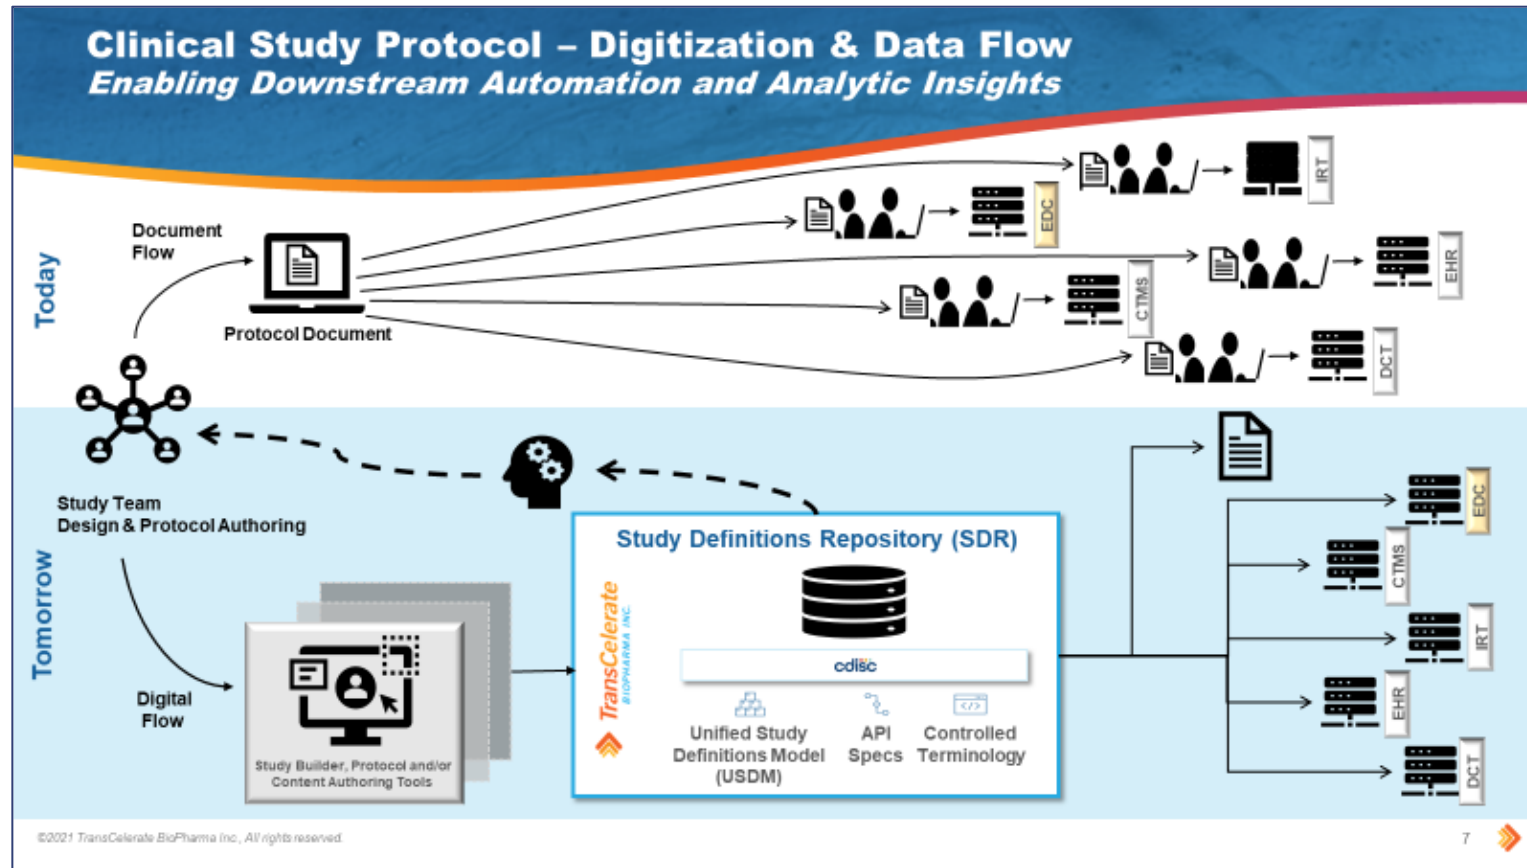 Clinical Study Protocol – Digitization & Data Flow
Enabling Downstream Automation and Analytic Insights
Today
Document
Flow
Protocol Document
IRT
EDC
EHR
CTMS
DCT
Study Team
Design & Protocol Authoring
Tomorrow
Digital
Flow
Study Builder, Protocol and/or
Content Authoring Tools
Study Definitions Repository (SDR)
TransCelerate
BIOPHARMA INC.
cdisc
Unified Study
Definitions Model
(USDM)
API
Specs
Controlled
Terminology
EDC
CTMS
IRT
EHR
DCT
©2021 TransCelerate BioPharma Inc., All rights reserved.
7